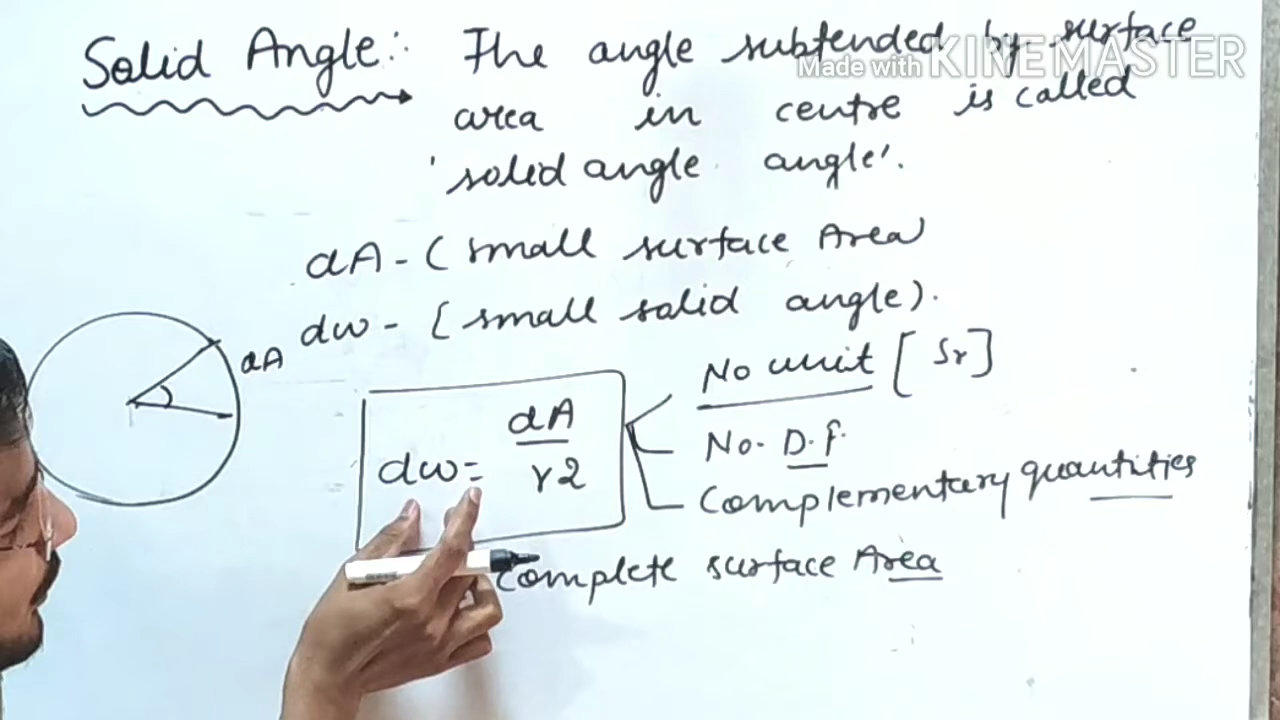 Solid Angle:- The angle subtended by surface
area in centre is called
'solid angle angle'.
Made with KINEMASTER
dA - (small surface Area
dw - (small solid angle).
dA
dw = dA/r2
No unit [Sr]
No. D.f.
Complementary quantities
Complete surface Area